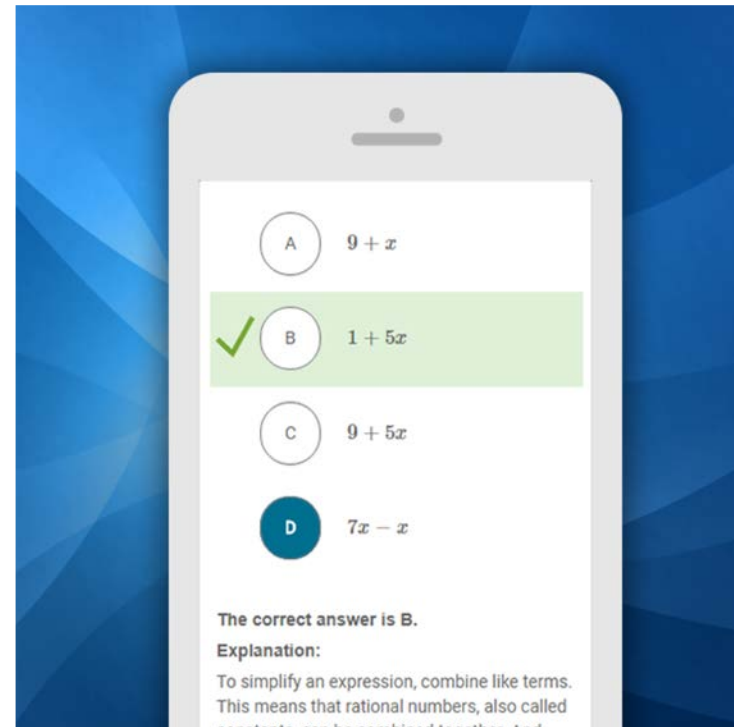 A 9 + x
B 1 + 5x
C 9 + 5x
D 7x − x
The correct answer is B.
Explanation:
To simplify an expression, combine like terms.
This means that rational numbers, also called